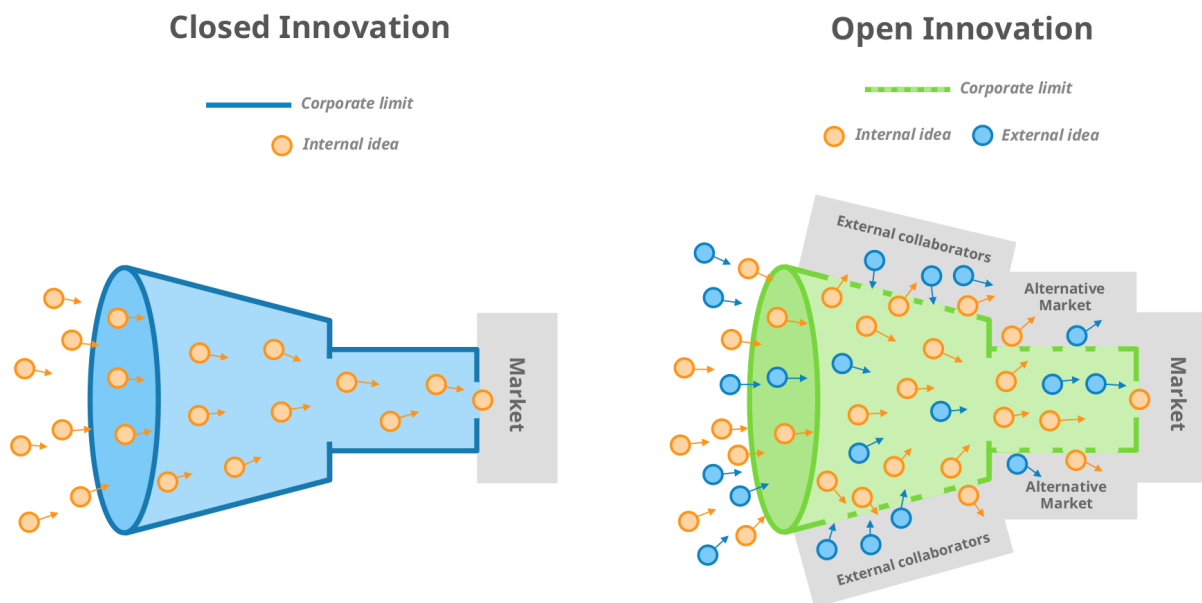 Closed Innovation
Corporate limit
Internal idea
Market
Open Innovation
Corporate limit
Internal idea
External idea
External collaborators
Alternative
Market
Market
Alternative
Market
External collaborators